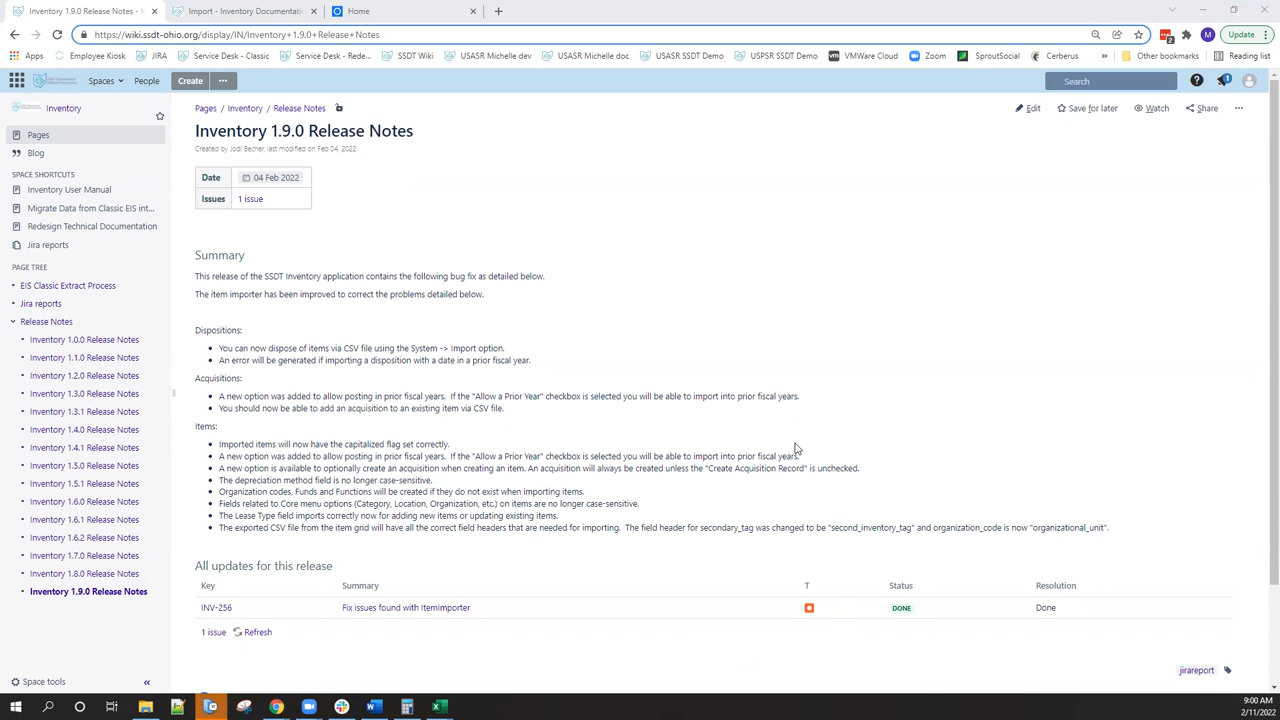 Inventory 1.9.0 Release Notes - In
Import - Inventory Documentatio
Home
https://wiki.ssdt-ohio.org/display/IN/Inventory+1.9.0+Release+Notes
2
M
Update
Apps
Employee Kiosk
JIRA
Service Desk - Classic
Service Desk - Rede...
SSDT Wiki
USASR Michelle dev
USASR Michelle doc
USASR SSDT Demo
USPSR SSDT Demo
VMWare Cloud
Zoom
SproutSocial
Cerberus
Other bookmarks
Reading list
Spaces
People
Create
Search
1
Inventory
Pages
Blog
SPACE SHORTCUTS
Inventory User Manual
Migrate Data from Classic EIS int...
Redesign Technical Documentation
Jira reports
PAGE TREE
EIS Classic Extract Process
Jira reports
Release Notes
Inventory 1.0.0 Release Notes
Inventory 1.1.0 Release Notes
Inventory 1.2.0 Release Notes
Inventory 1.3.0 Release Notes
Inventory 1.3.1 Release Notes
Inventory 1.4.0 Release Notes
Inventory 1.4.1 Release Notes
Inventory 1.5.0 Release Notes
Inventory 1.5.1 Release Notes
Inventory 1.6.0 Release Notes
Inventory 1.6.1 Release Notes
Inventory 1.6.2 Release Notes
Inventory 1.7.0 Release Notes
Inventory 1.8.0 Release Notes
Inventory 1.9.0 Release Notes
Space tools
Pages / Inventory / Release Notes
Edit
Save for later
Watch
Share
Inventory 1.9.0 Release Notes
Created by Jodi Becher, last modified on Feb 04, 2022
Date 04 Feb 2022
Issues 1 issue
Summary
This release of the SSDT Inventory application contains the following bug fix as detailed below.
The item importer has been improved to correct the problems detailed below.
Dispositions:
You can now dispose of items via CSV file using the System -> Import option.
An error will be generated if importing a disposition with a date in a prior fiscal year.
Acquisitions:
A new option was added to allow posting in prior fiscal years. If the "Allow a Prior Year" checkbox is selected you will be able to import into prior fiscal years.
You should now be able to add an acquisition to an existing item via CSV file.
Items:
Imported items will now have the capitalized flag set correctly.
A new option was added to allow posting in prior fiscal years. If the "Allow a Prior Year" checkbox is selected you will be able to import into prior fiscal years.
A new option is available to optionally create an acquisition when creating an item. An acquisition will always be created unless the "Create Acquisition Record" is unchecked.
The depreciation method field is no longer case-sensitive.
Organization codes, Funds and Functions will be created if they do not exist when importing items.
Fields related to Core menu options (Category, Location, Organization, etc.) on items are no longer case-sensitive.
The Lease Type field imports correctly now for adding new items or updating existing items.
The exported CSV file from the item grid will have all the correct field headers that are needed for importing. The field header for secondary_tag was changed to be "second_inventory_tag" and organization_code is now "organizational_unit".
All updates for this release
Key Summary T Status Resolution
INV-256 Fix issues found with ItemImporter DONE Done
1 issue Refresh
jirareport
9:00 AM
2/11/2022